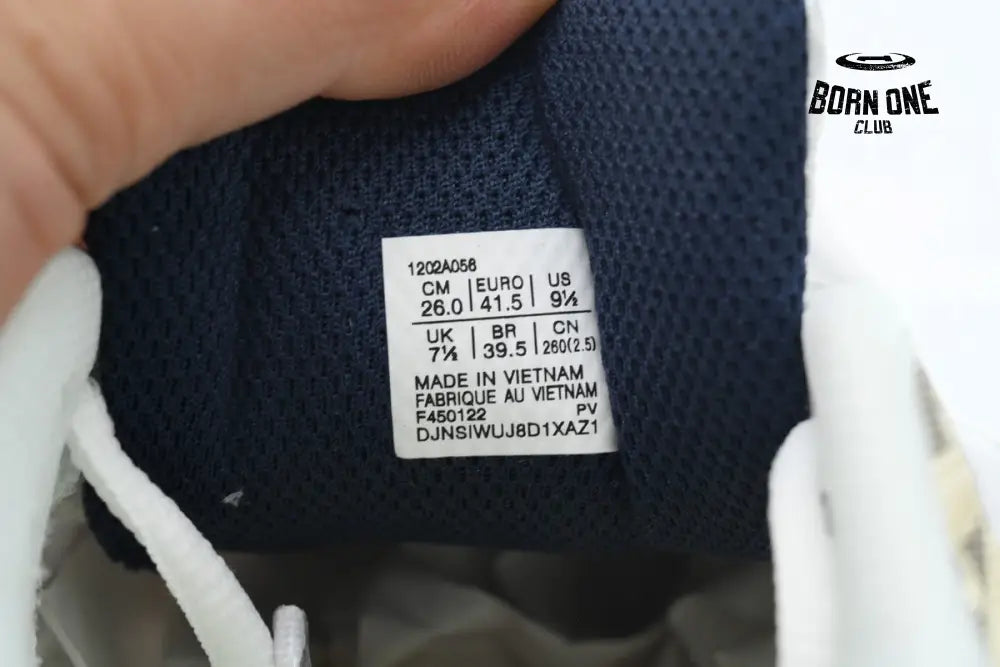 BORN ONE
CLUB
1202A056
CM EURO US
26.0 41.5 9½
UK BR CN
7½ 39.5 260(2.5)
MADE IN VIETNAM
FABRIQUE AU VIETNAM
F450122 PV
DJNSIWUJ8D1XAZ1